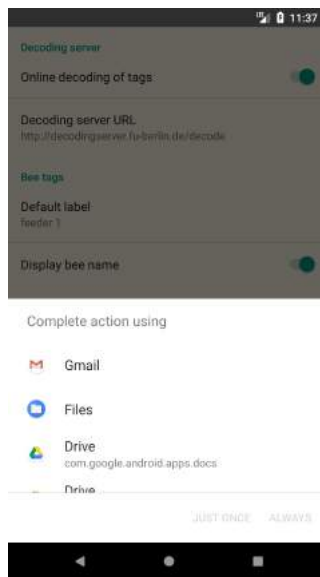 11:37
Decoding server
Online decoding of tags
Decoding server URL
http://decodingserver.fu-berlin.de/decode
Bee tags
Default label
feeder 1
Display bee name
Complete action using
Gmail
Files
Drive
com.google.android.apps.docs
Drive
JUST ONCE ALWAYS